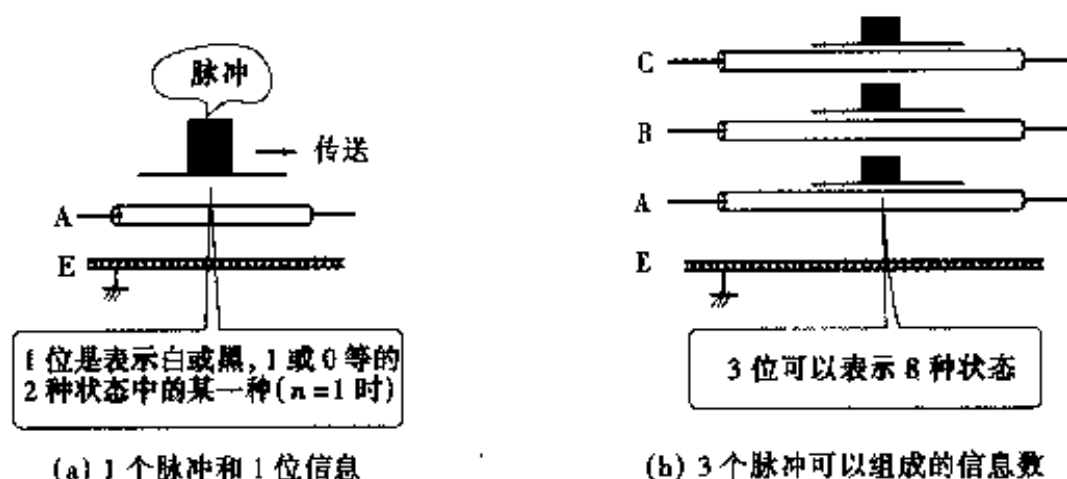 脉冲
传送
A
E
1 位是表示白或黑,1 或 0 等的
2 种状态中的某一种(n=1 时)
(a) 1 个脉冲和 1 位信息
C
B
A
E
3 位可以表示 8 种状态
(b) 3 个脉冲可以组成的信息数